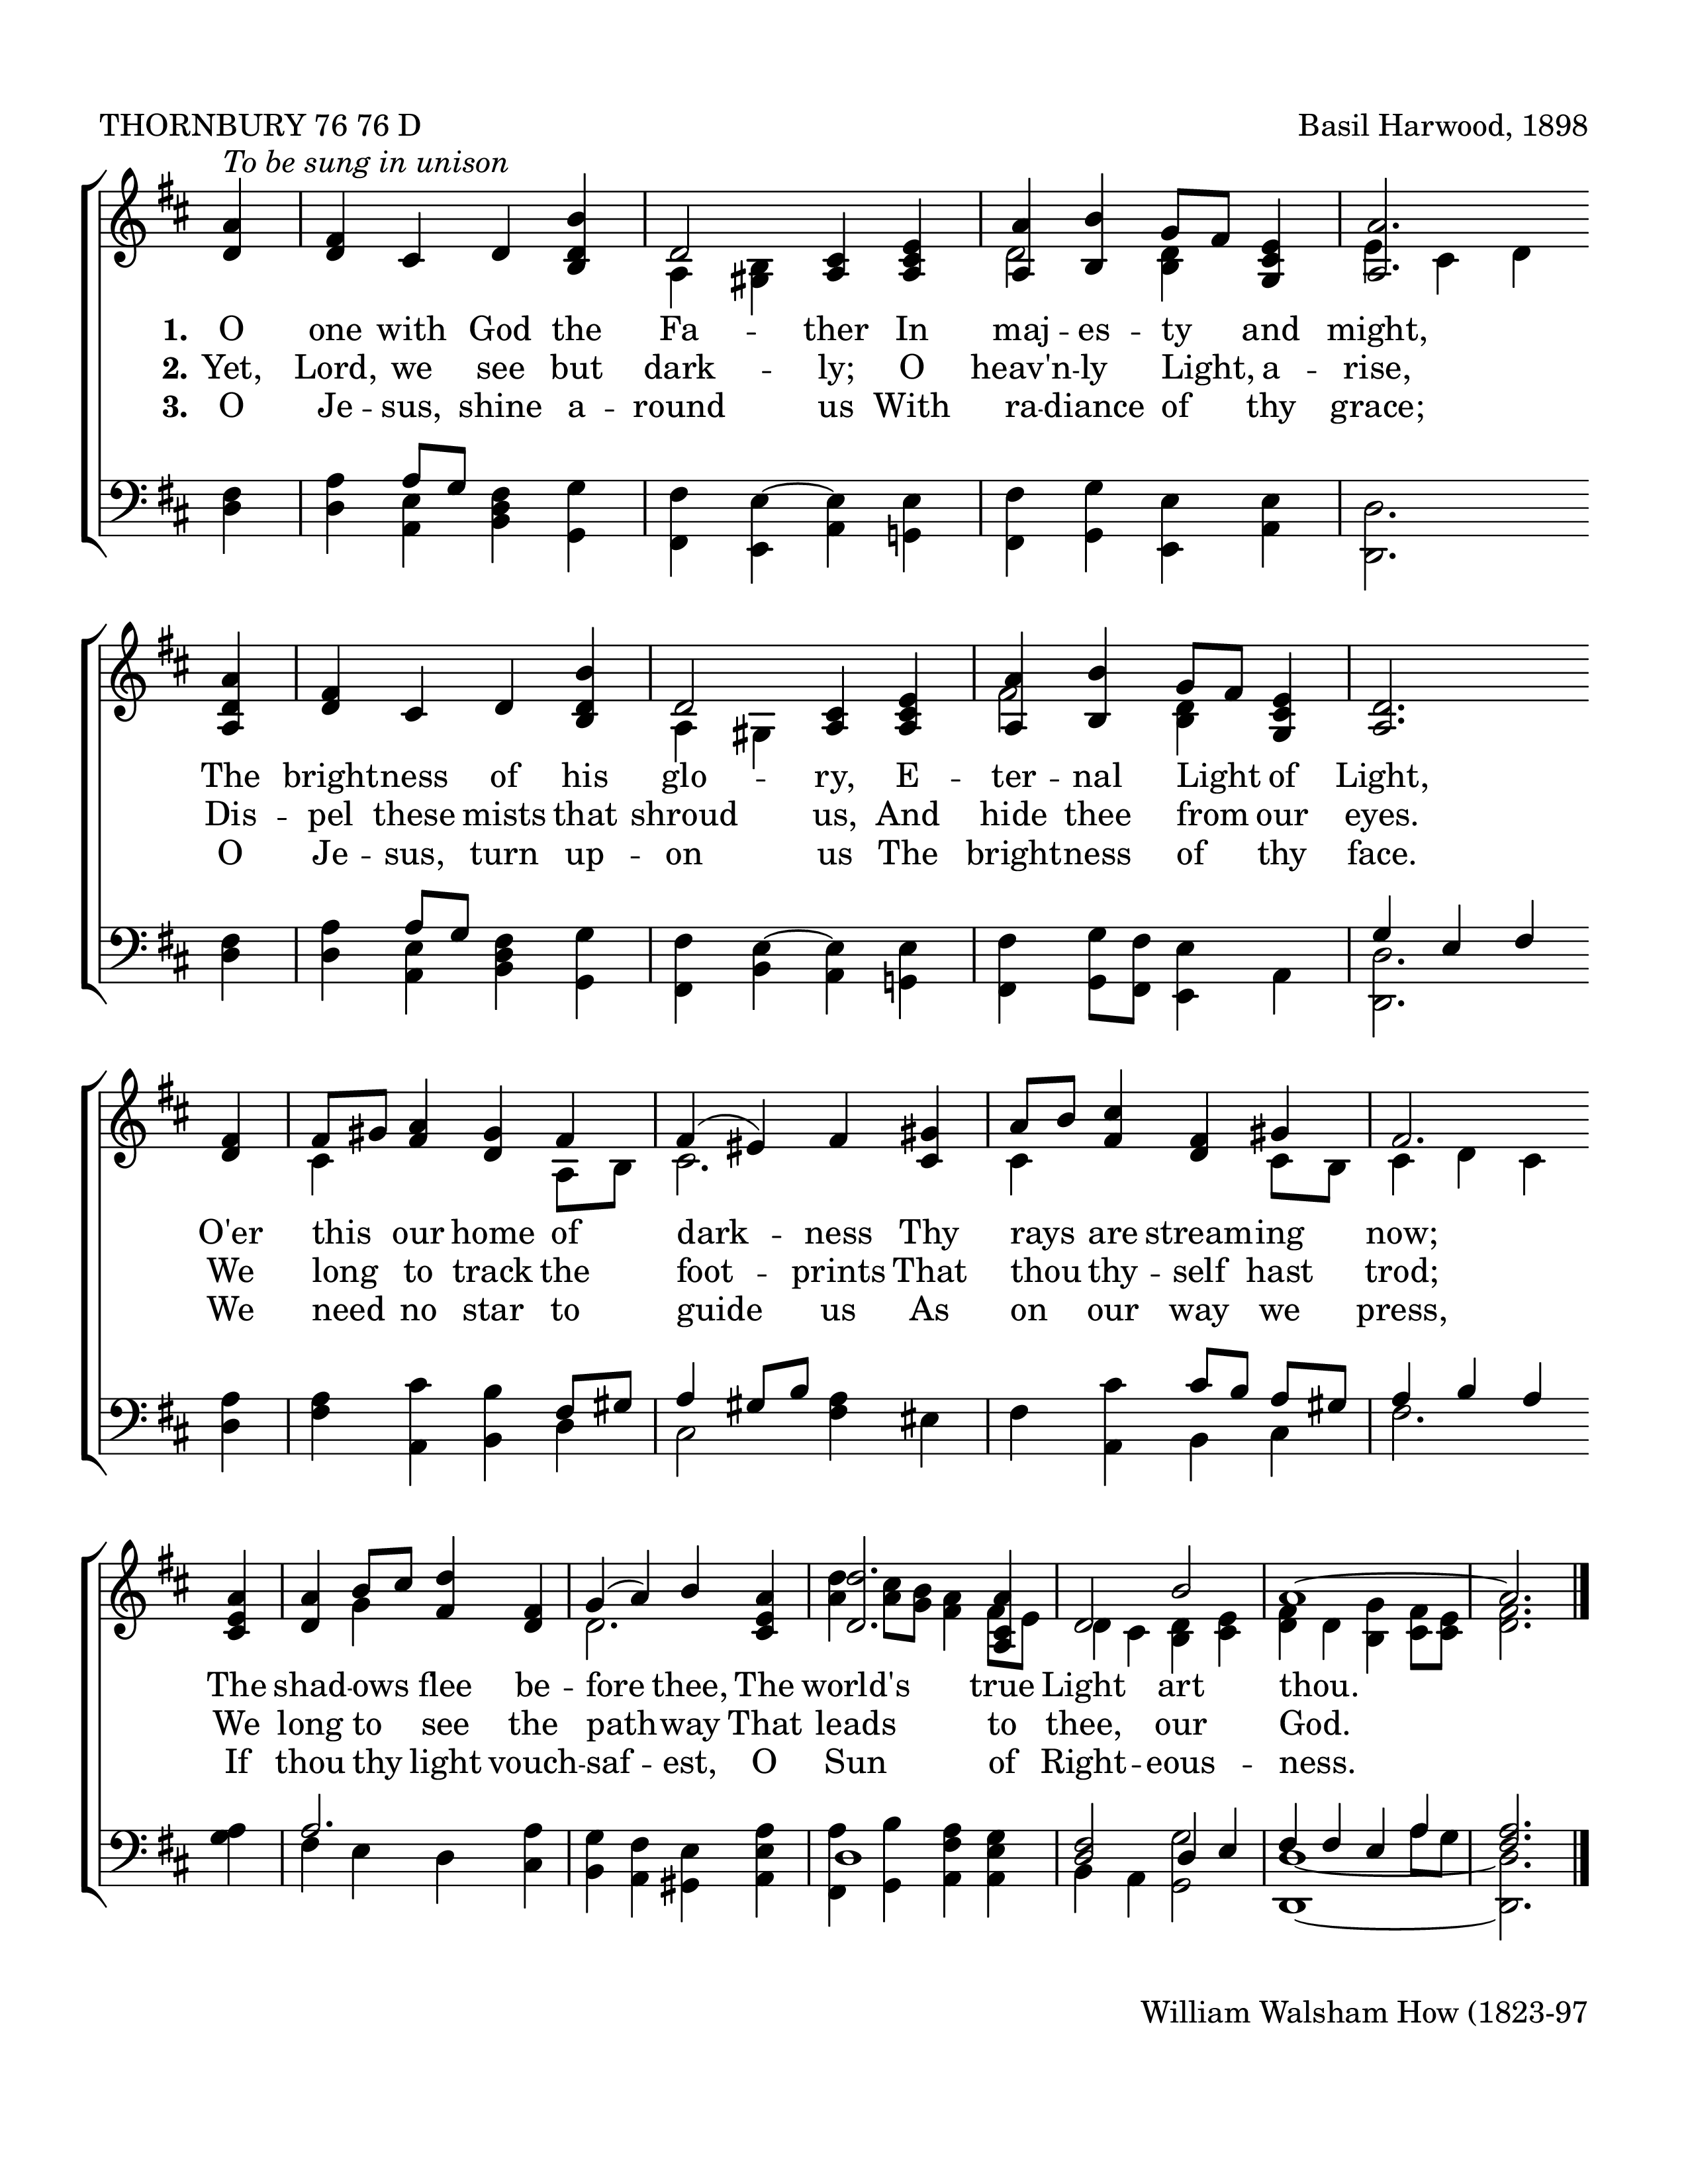 THORNBURY 76 76 D
Basil Harwood, 1898
To be sung in unison
1. O one with God the Fa -- ther In maj -- es -- ty and might,
2. Yet, Lord, we see but dark -- ly; O heav'n -- ly Light, a -- rise,
3. O Je -- sus, shine a -- round us With ra -- diance of thy grace;
The bright -- ness of his glo -- ry, E -- ter -- nal Light of Light,
Dis -- pel these mists that shroud us, And hide thee from our eyes.
O Je -- sus, turn up -- on us The bright -- ness of thy face.
O'er this our home of dark -- ness Thy rays are stream -- ing now;
We long to track the foot -- prints That thou thy -- self hast trod;
We need no star to guide us As on our way we press,
The shad -- ows flee be -- fore thee, The world's true Light art thou.
We long to see the path -- way That leads to thee, our God.
If thou thy light vouch -- saf -- est, O Sun of Right -- eous -- ness.
William Walsham How (1823-97